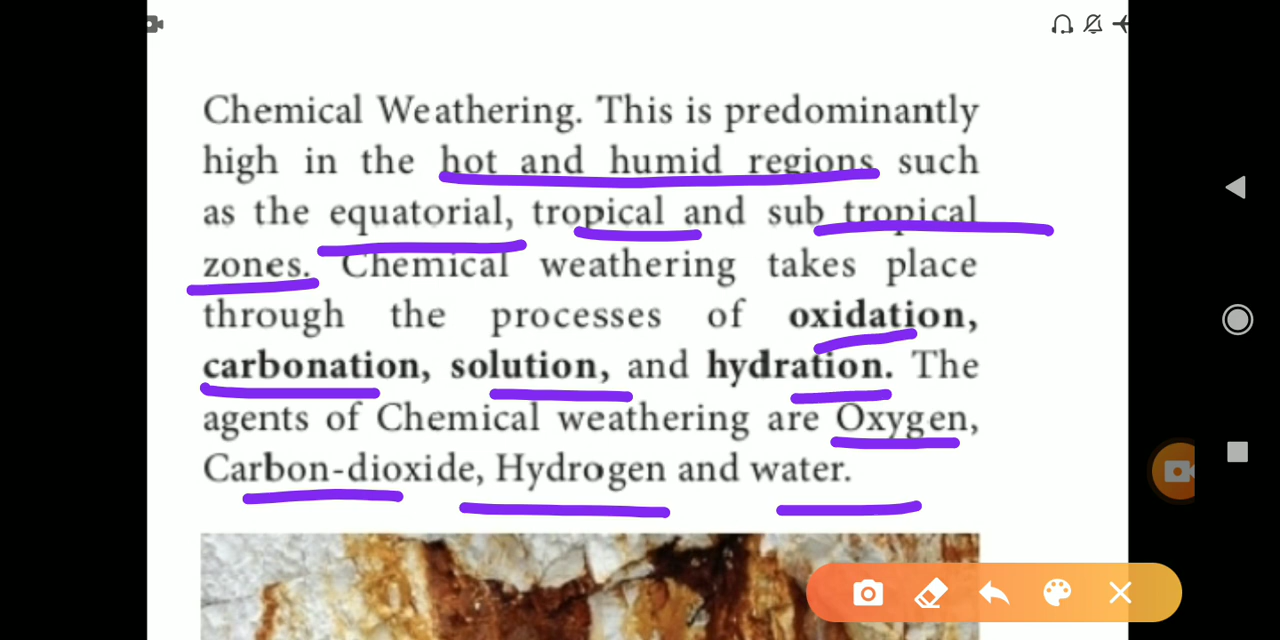 Chemical Weathering. This is predominantly
high in the hot and humid regions such
as the equatorial, tropical and sub tropical
zones. Chemical weathering takes place
through the processes of oxidation,
carbonation, solution, and hydration. The
agents of Chemical weathering are Oxygen,
Carbon-dioxide, Hydrogen and water.